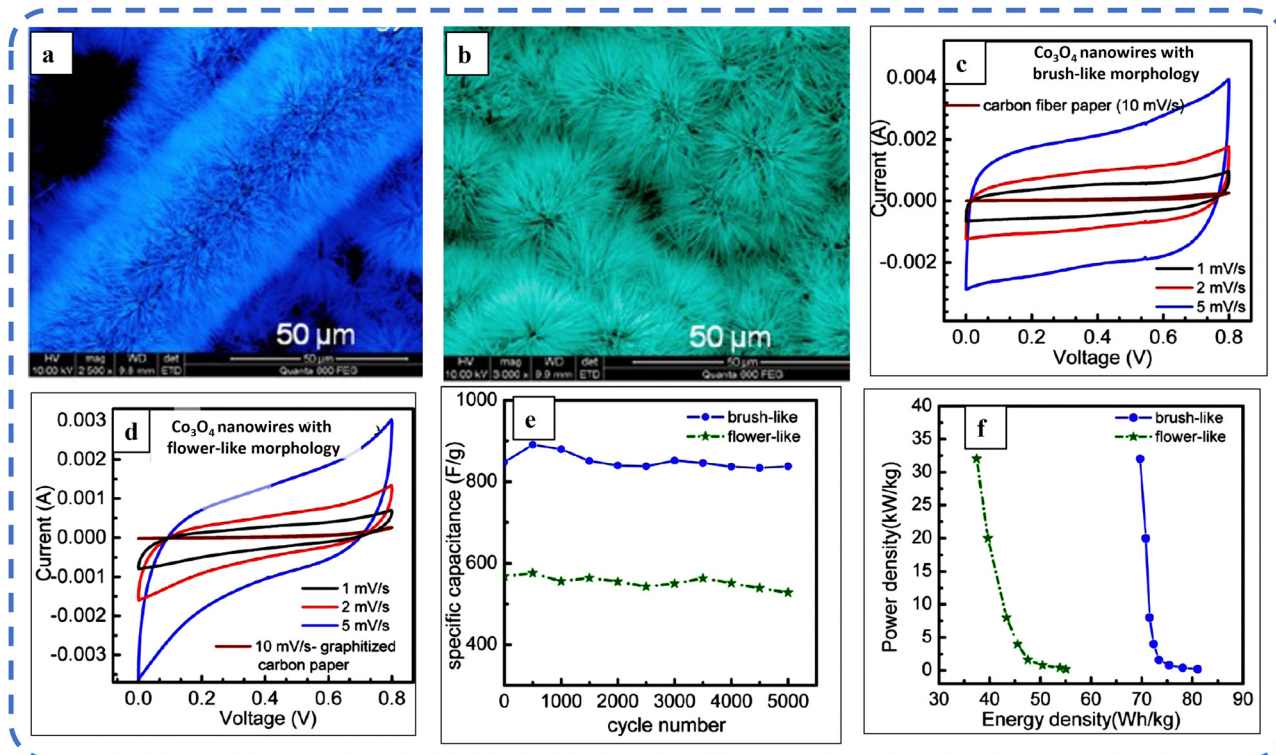 a
50 µm
HV
mag
WD
det
50 µm
10.00 kV
2 500 x
9.8 mm
ETD
Quanta 600 FEG
b
50 µm
HV
mag
WD
det
50 µm
10.00 kV
3 000 x
9.9 mm
ETD
Quanta 600 FEG
c
Co₃O₄ nanowires with
brush-like morphology
carbon fiber paper (10 mV/s)
0.004
0.002
0.000
-0.002
Current (A)
1 mV/s
2 mV/s
5 mV/s
0.0 0.2 0.4 0.6 0.8
Voltage (V)
d
Co₃O₄ nanowires with
flower-like morphology
0.003
0.002
0.001
0.000
-0.001
-0.002
-0.003
Current (A)
1 mV/s
2 mV/s
5 mV/s
10 mV/s- graphitized
carbon paper
0.0 0.2 0.4 0.6 0.8
Voltage (V)
e
brush-like
flower-like
1000
800
600
400
specific capacitance (F/g)
0 1000 2000 3000 4000 5000
cycle number
f
brush-like
flower-like
40
35
30
25
20
15
10
5
0
Power density(kW/kg)
30 40 50 60 70 80 90
Energy density(Wh/kg)